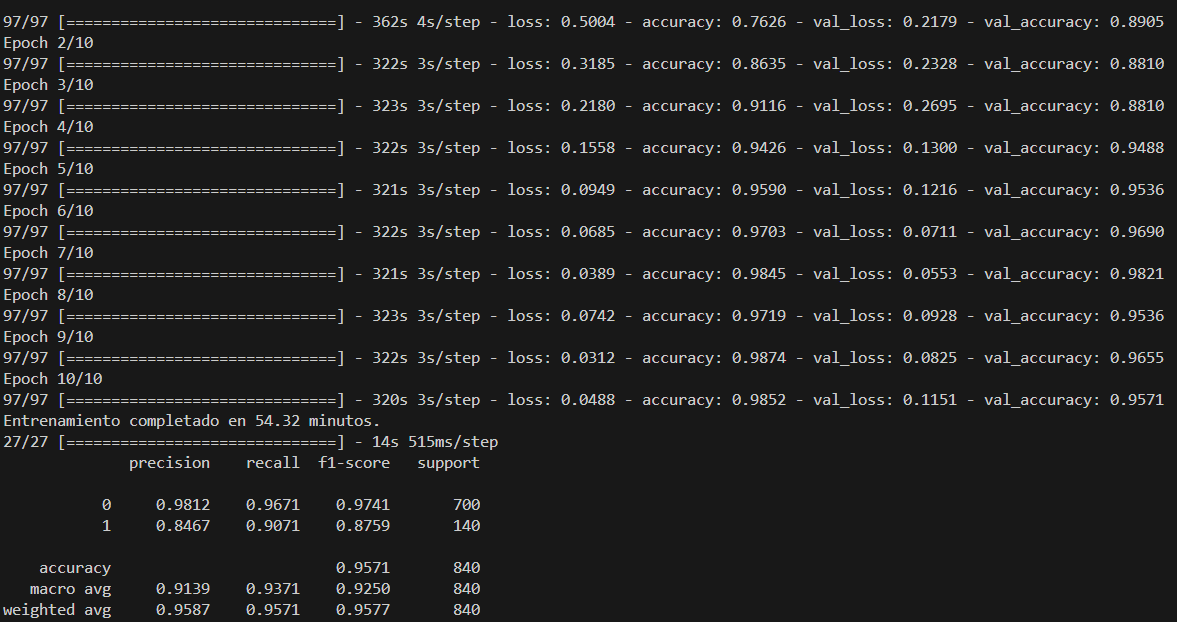 97/97 [==============================] - 362s 4s/step - loss: 0.5004 - accuracy: 0.7626 - val_loss: 0.2179 - val_accuracy: 0.8905
Epoch 2/10
97/97 [==============================] - 322s 3s/step - loss: 0.3185 - accuracy: 0.8635 - val_loss: 0.2328 - val_accuracy: 0.8810
Epoch 3/10
97/97 [==============================] - 323s 3s/step - loss: 0.2180 - accuracy: 0.9116 - val_loss: 0.2695 - val_accuracy: 0.8810
Epoch 4/10
97/97 [==============================] - 322s 3s/step - loss: 0.1558 - accuracy: 0.9426 - val_loss: 0.1300 - val_accuracy: 0.9488
Epoch 5/10
97/97 [==============================] - 321s 3s/step - loss: 0.0949 - accuracy: 0.9590 - val_loss: 0.1216 - val_accuracy: 0.9536
Epoch 6/10
97/97 [==============================] - 322s 3s/step - loss: 0.0685 - accuracy: 0.9703 - val_loss: 0.0711 - val_accuracy: 0.9690
Epoch 7/10
97/97 [==============================] - 321s 3s/step - loss: 0.0389 - accuracy: 0.9845 - val_loss: 0.0553 - val_accuracy: 0.9821
Epoch 8/10
97/97 [==============================] - 323s 3s/step - loss: 0.0742 - accuracy: 0.9719 - val_loss: 0.0928 - val_accuracy: 0.9536
Epoch 9/10
97/97 [==============================] - 322s 3s/step - loss: 0.0312 - accuracy: 0.9874 - val_loss: 0.0825 - val_accuracy: 0.9655
Epoch 10/10
97/97 [==============================] - 320s 3s/step - loss: 0.0488 - accuracy: 0.9852 - val_loss: 0.1151 - val_accuracy: 0.9571
Entrenamiento completado en 54.32 minutos.
27/27 [==============================] - 14s 515ms/step
              precision    recall  f1-score   support

           0     0.9812    0.9671    0.9741       700
           1     0.8467    0.9071    0.8759       140

    accuracy                         0.9571       840
   macro avg     0.9139    0.9371    0.9250       840
weighted avg     0.9587    0.9571    0.9577       840